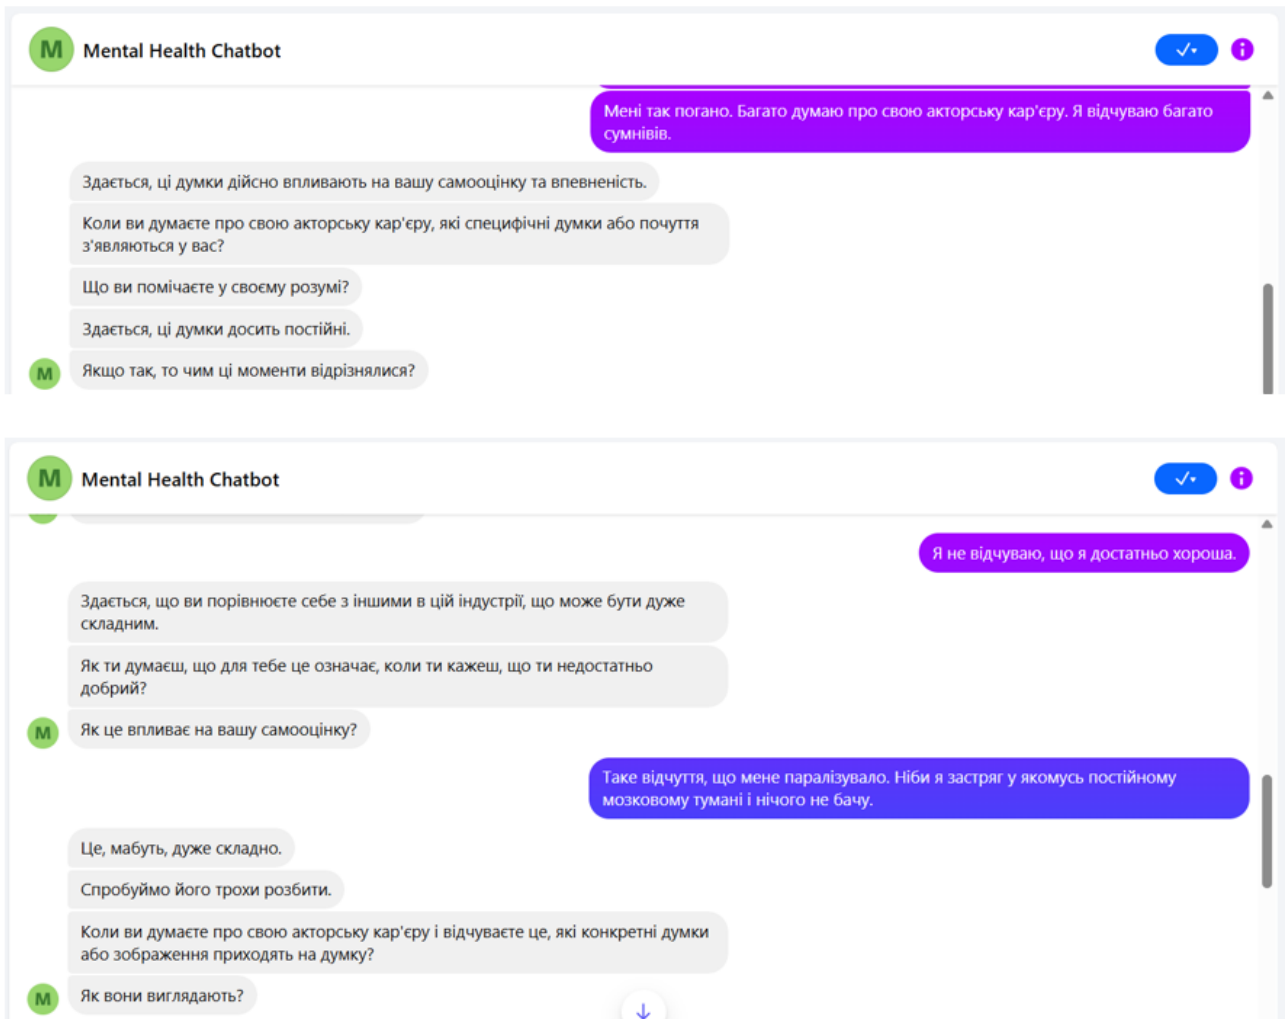 M
Mental Health Chatbot
Мені так погано. Багато думаю про свою акторську кар'єру. Я відчуваю багато
сумнівів.
Здається, ці думки дійсно впливають на вашу самооцінку та впевненість.
Коли ви думаєте про свою акторську кар'єру, які специфічні думки або почуття
з'являються у вас?
Що ви помічаєте у своєму розумі?
Здається, ці думки досить постійні.
M
Якщо так, то чим ці моменти відрізнялися?
M
Mental Health Chatbot
Я не відчуваю, що я достатньо хороша.
Здається, що ви порівнюєте себе з іншими в цій індустрії, що може бути дуже
складним.
Як ти думаєш, що для тебе це означає, коли ти кажеш, що ти недостатньо
добрий?
M
Як це впливає на вашу самооцінку?
Таке відчуття, що мене паралізувало. Ніби я застряг у якомусь постійному
мозковому тумані і нічого не бачу.
Це, мабуть, дуже складно.
Спробуймо його трохи розбити.
Коли ви думаєте про свою акторську кар'єру і відчуваєте це, які конкретні думки
або зображення приходять на думку?
M
Як вони виглядають?